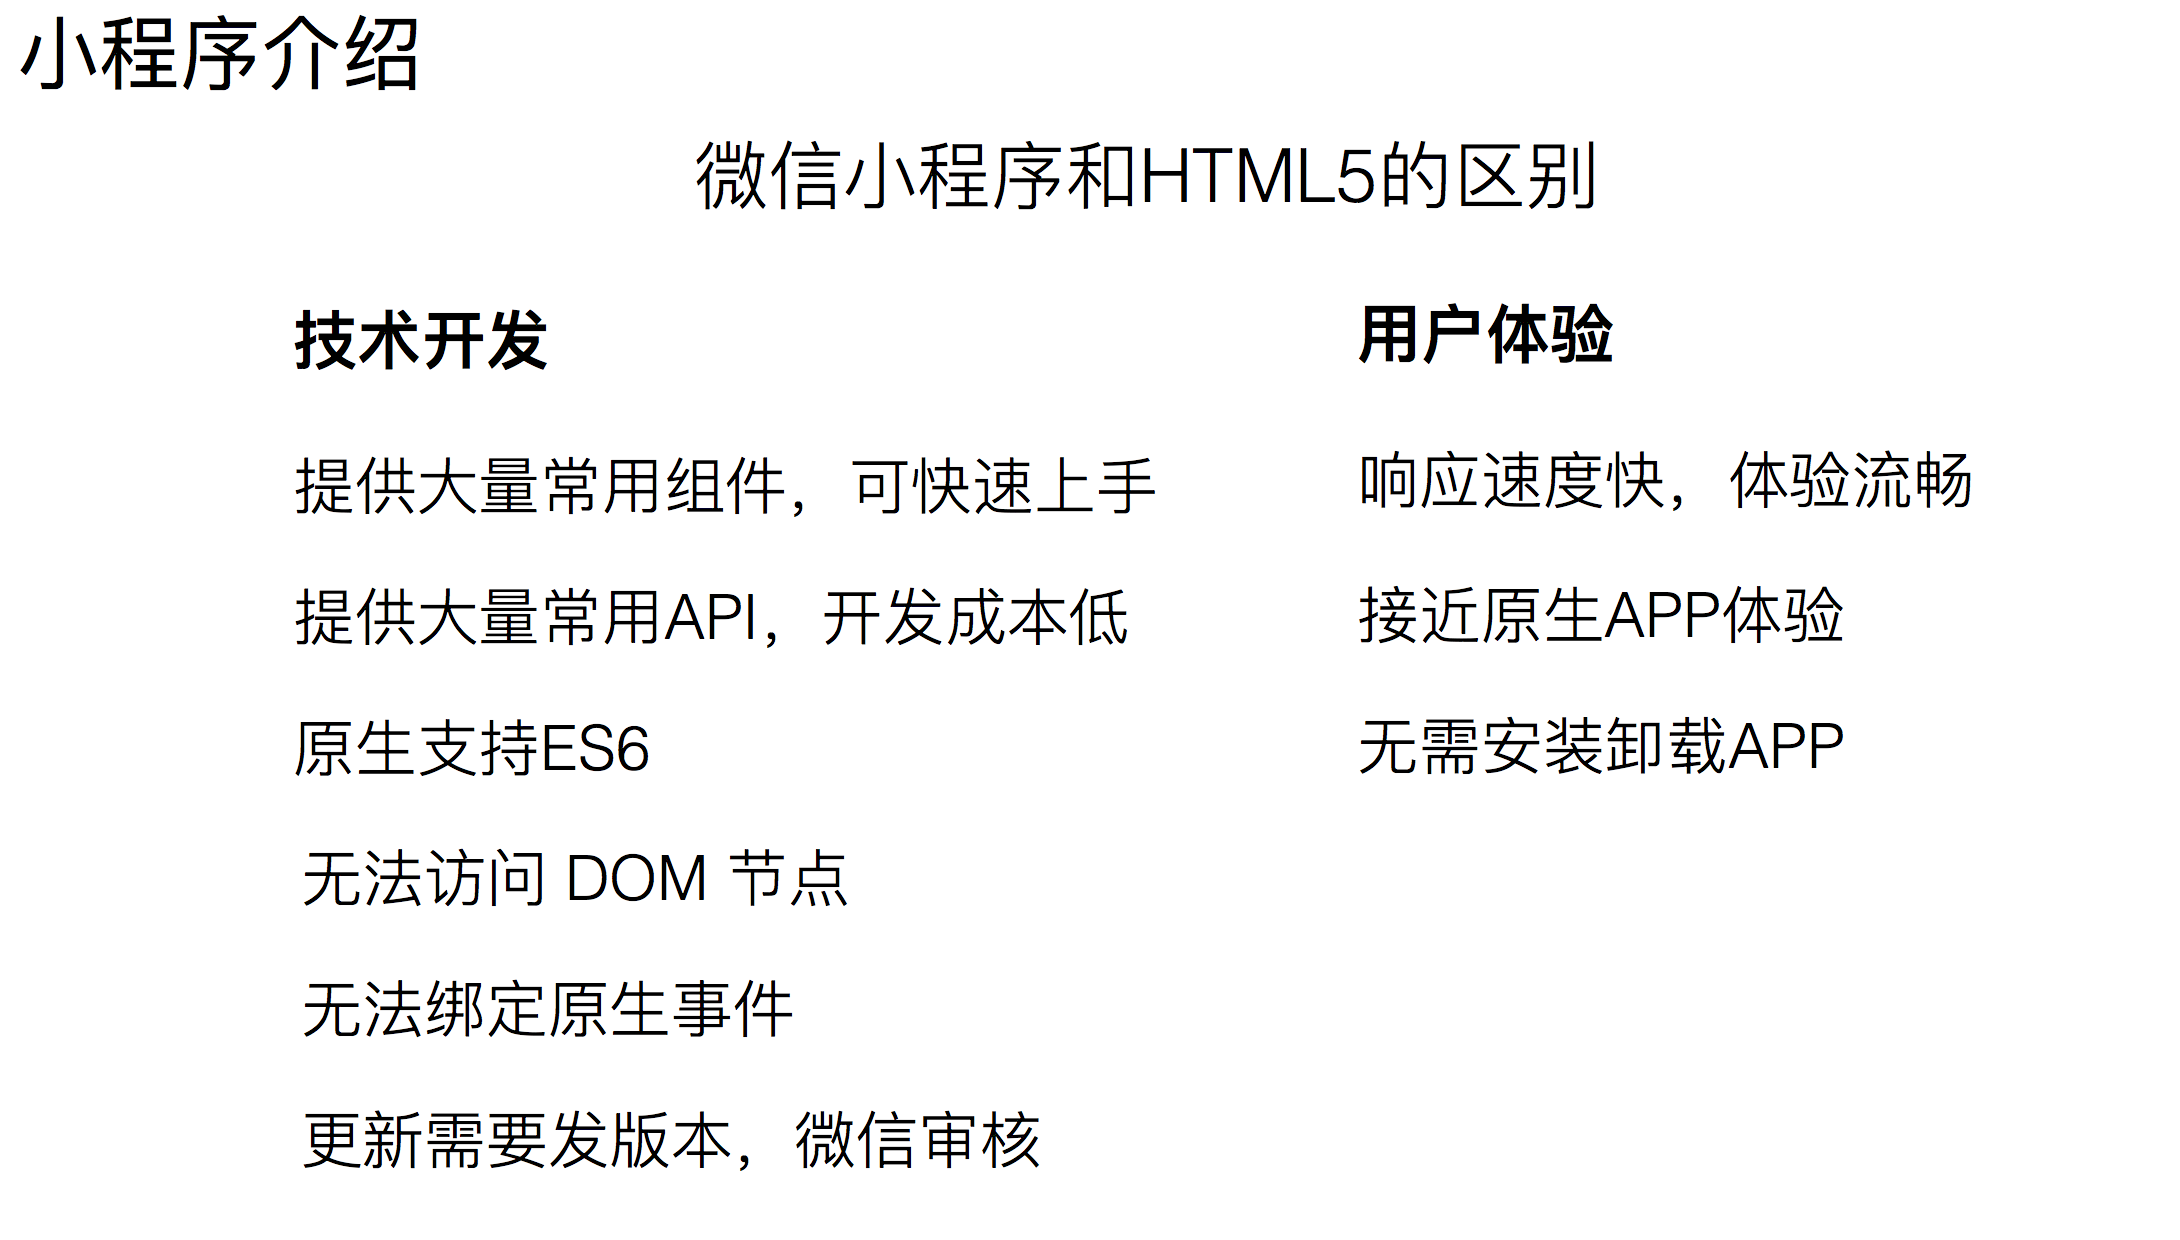 小程序介绍
微信小程序和HTML5的区别
技术开发
提供大量常用组件，可快速上手
提供大量常用API，开发成本低
原生支持ES6
无法访问 DOM 节点
无法绑定原生事件
更新需要发版本，微信审核
用户体验
响应速度快，体验流畅
接近原生APP体验
无需安装卸载APP